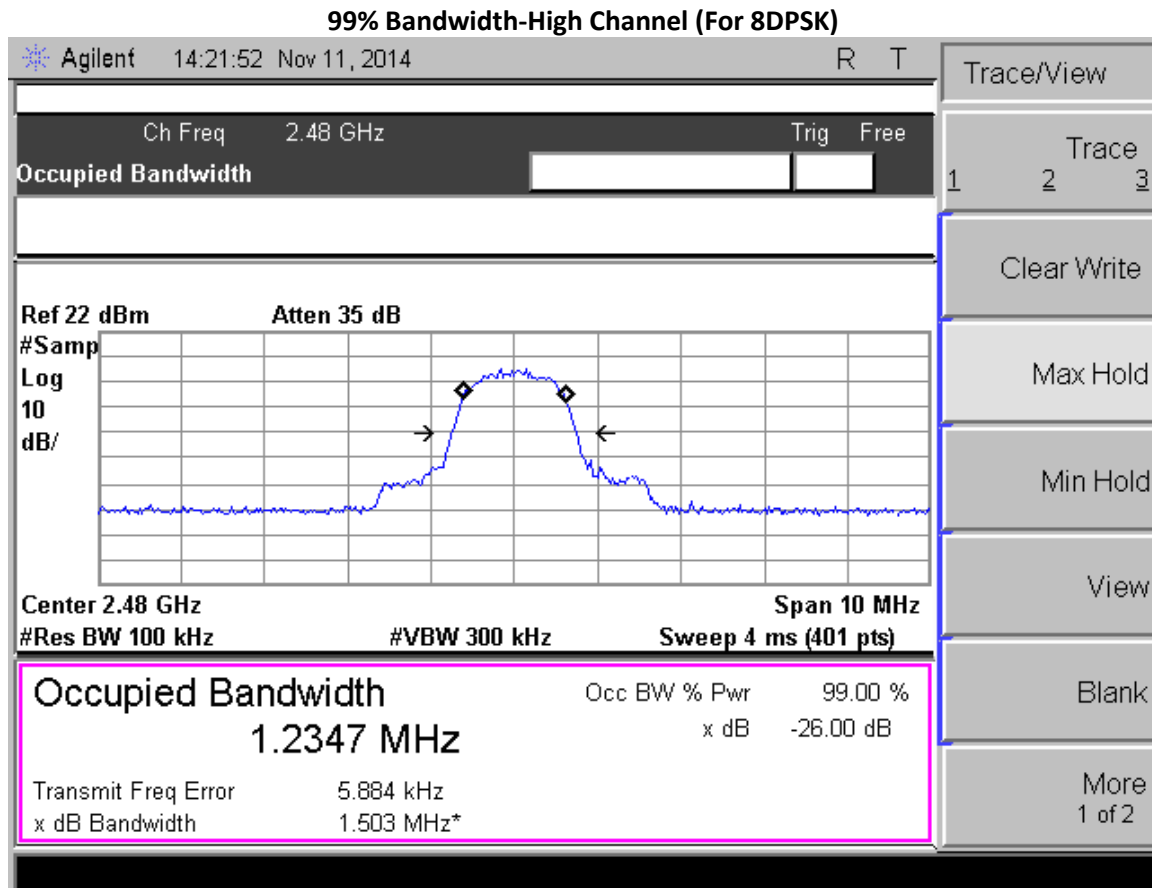 99% Bandwidth-High Channel (For 8DPSK)
Agilent 14:21:52 Nov 11, 2014 R T
Trace/View
Ch Freq 2.48 GHz Trig Free
Occupied Bandwidth
Trace
1 2 3
Clear Write
Ref 22 dBm Atten 35 dB
#Samp
Log
10
dB/
Max Hold
Min Hold
View
Center 2.48 GHz Span 10 MHz
#Res BW 100 kHz #VBW 300 kHz Sweep 4 ms (401 pts)
Occupied Bandwidth
1.2347 MHz
Occ BW % Pwr 99.00 %
x dB -26.00 dB
Blank
Transmit Freq Error 5.884 kHz
x dB Bandwidth 1.503 MHz*
More
1 of 2